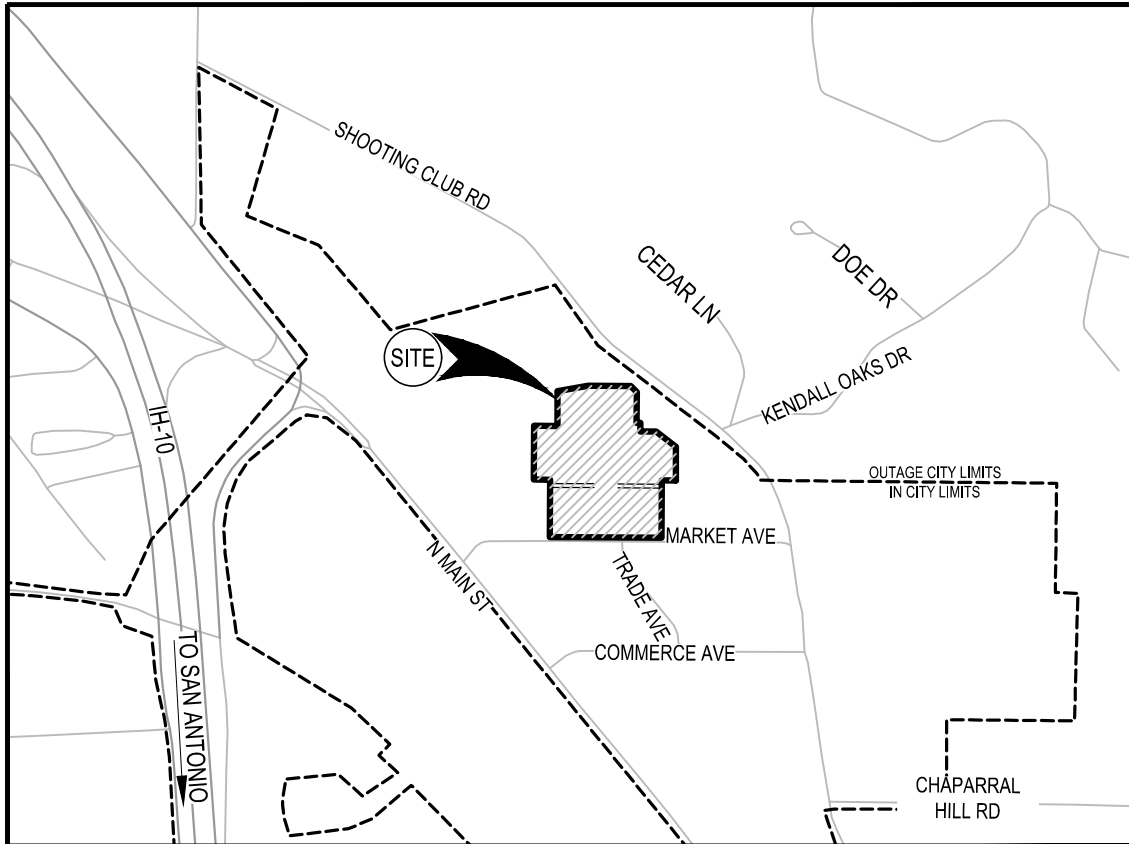 SHOOTING CLUB RD
CEDAR LN
DOE DR
SITE
KENDALL OAKS DR
IH-10
OUTAGE CITY LIMITS
IN CITY LIMITS
MARKET AVE
N MAIN ST
TRADE AVE
COMMERCE AVE
TO SAN ANTONIO
CHAPARRAL
HILL RD